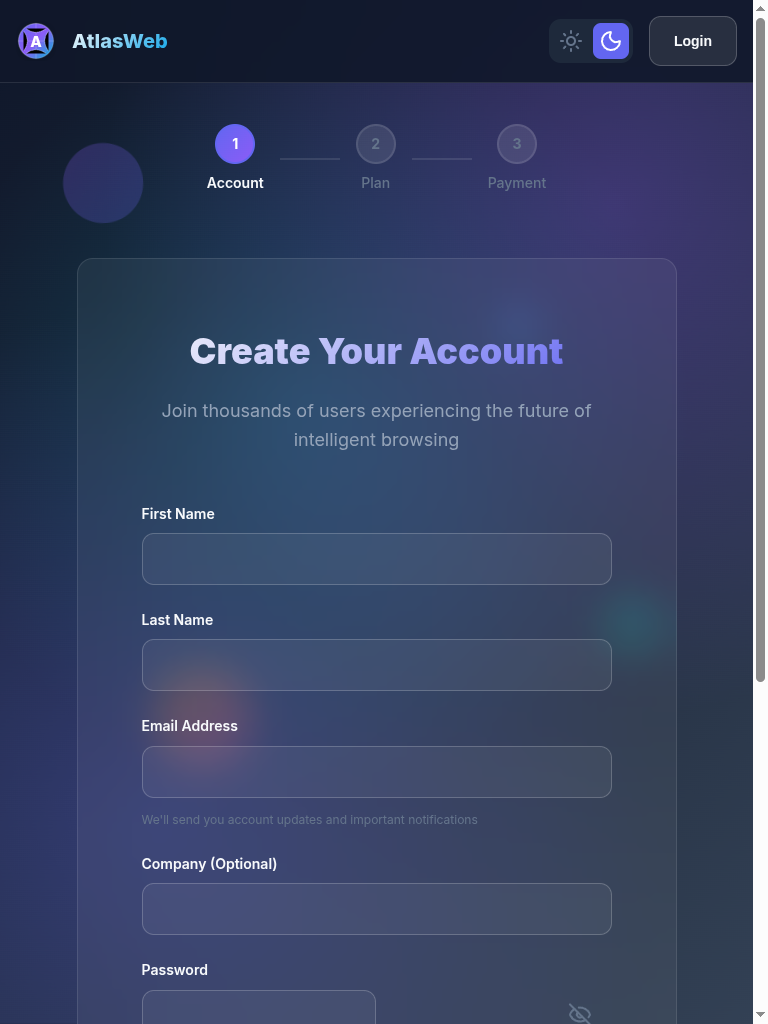 A
AtlasWeb
Login
1
2
3
Account
Plan
Payment
Create Your Account
Join thousands of users experiencing the future of
intelligent browsing
First Name
Last Name
Email Address
We'll send you account updates and important notifications
Company (Optional)
Password